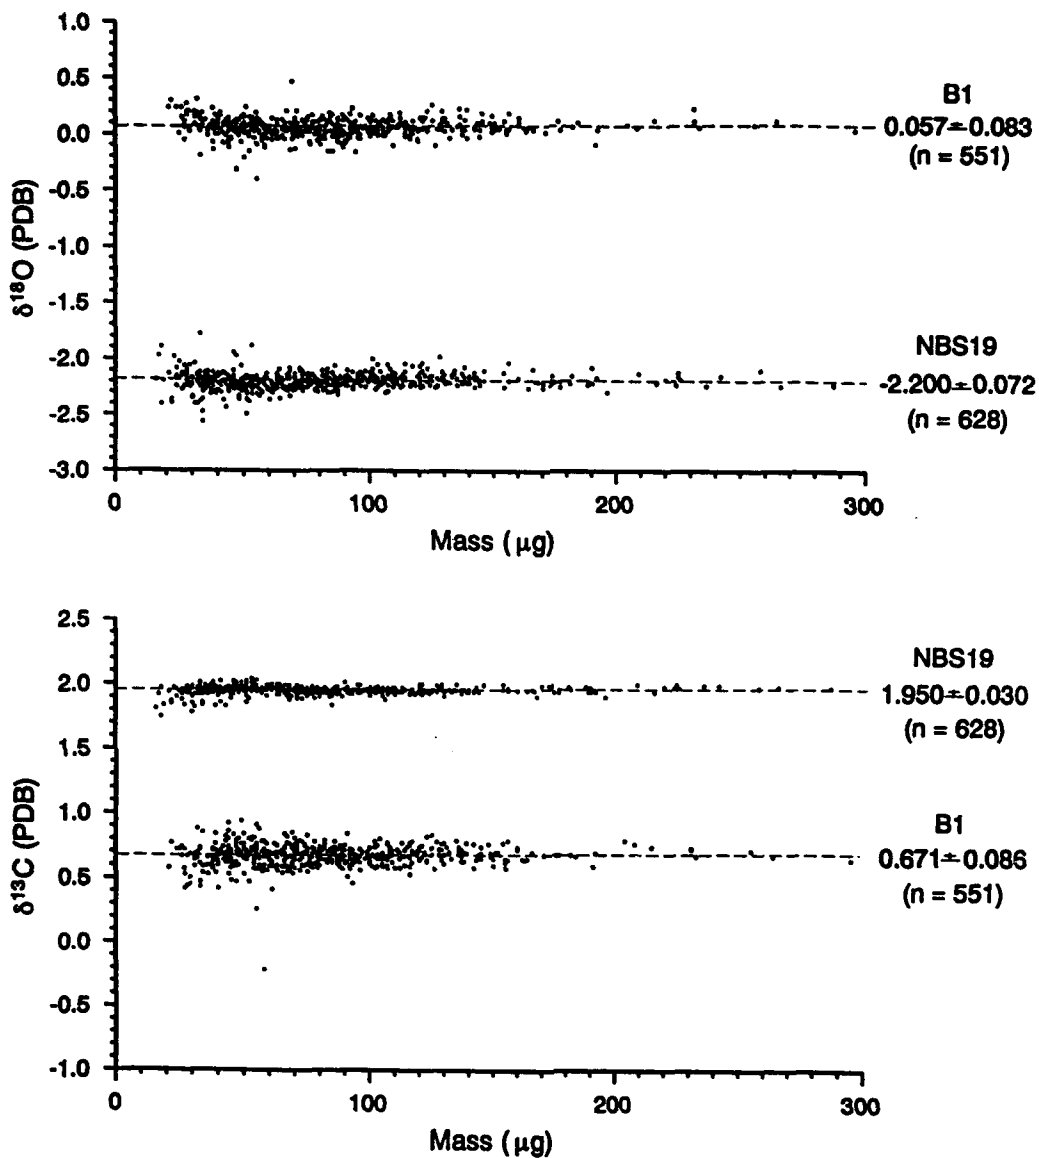 1.0
0.5
0.0
-0.5
-1.0
-1.5
-2.0
-2.5
-3.0
δ¹⁸O (PDB)
B1
0.057±0.083
(n = 551)
NBS19
-2.200±0.072
(n = 628)
0 100 200 300
Mass (μg)
2.5
2.0
1.5
1.0
0.5
0.0
-0.5
-1.0
δ¹³C (PDB)
NBS19
1.950±0.030
(n = 628)
B1
0.671±0.086
(n = 551)
0 100 200 300
Mass (μg)